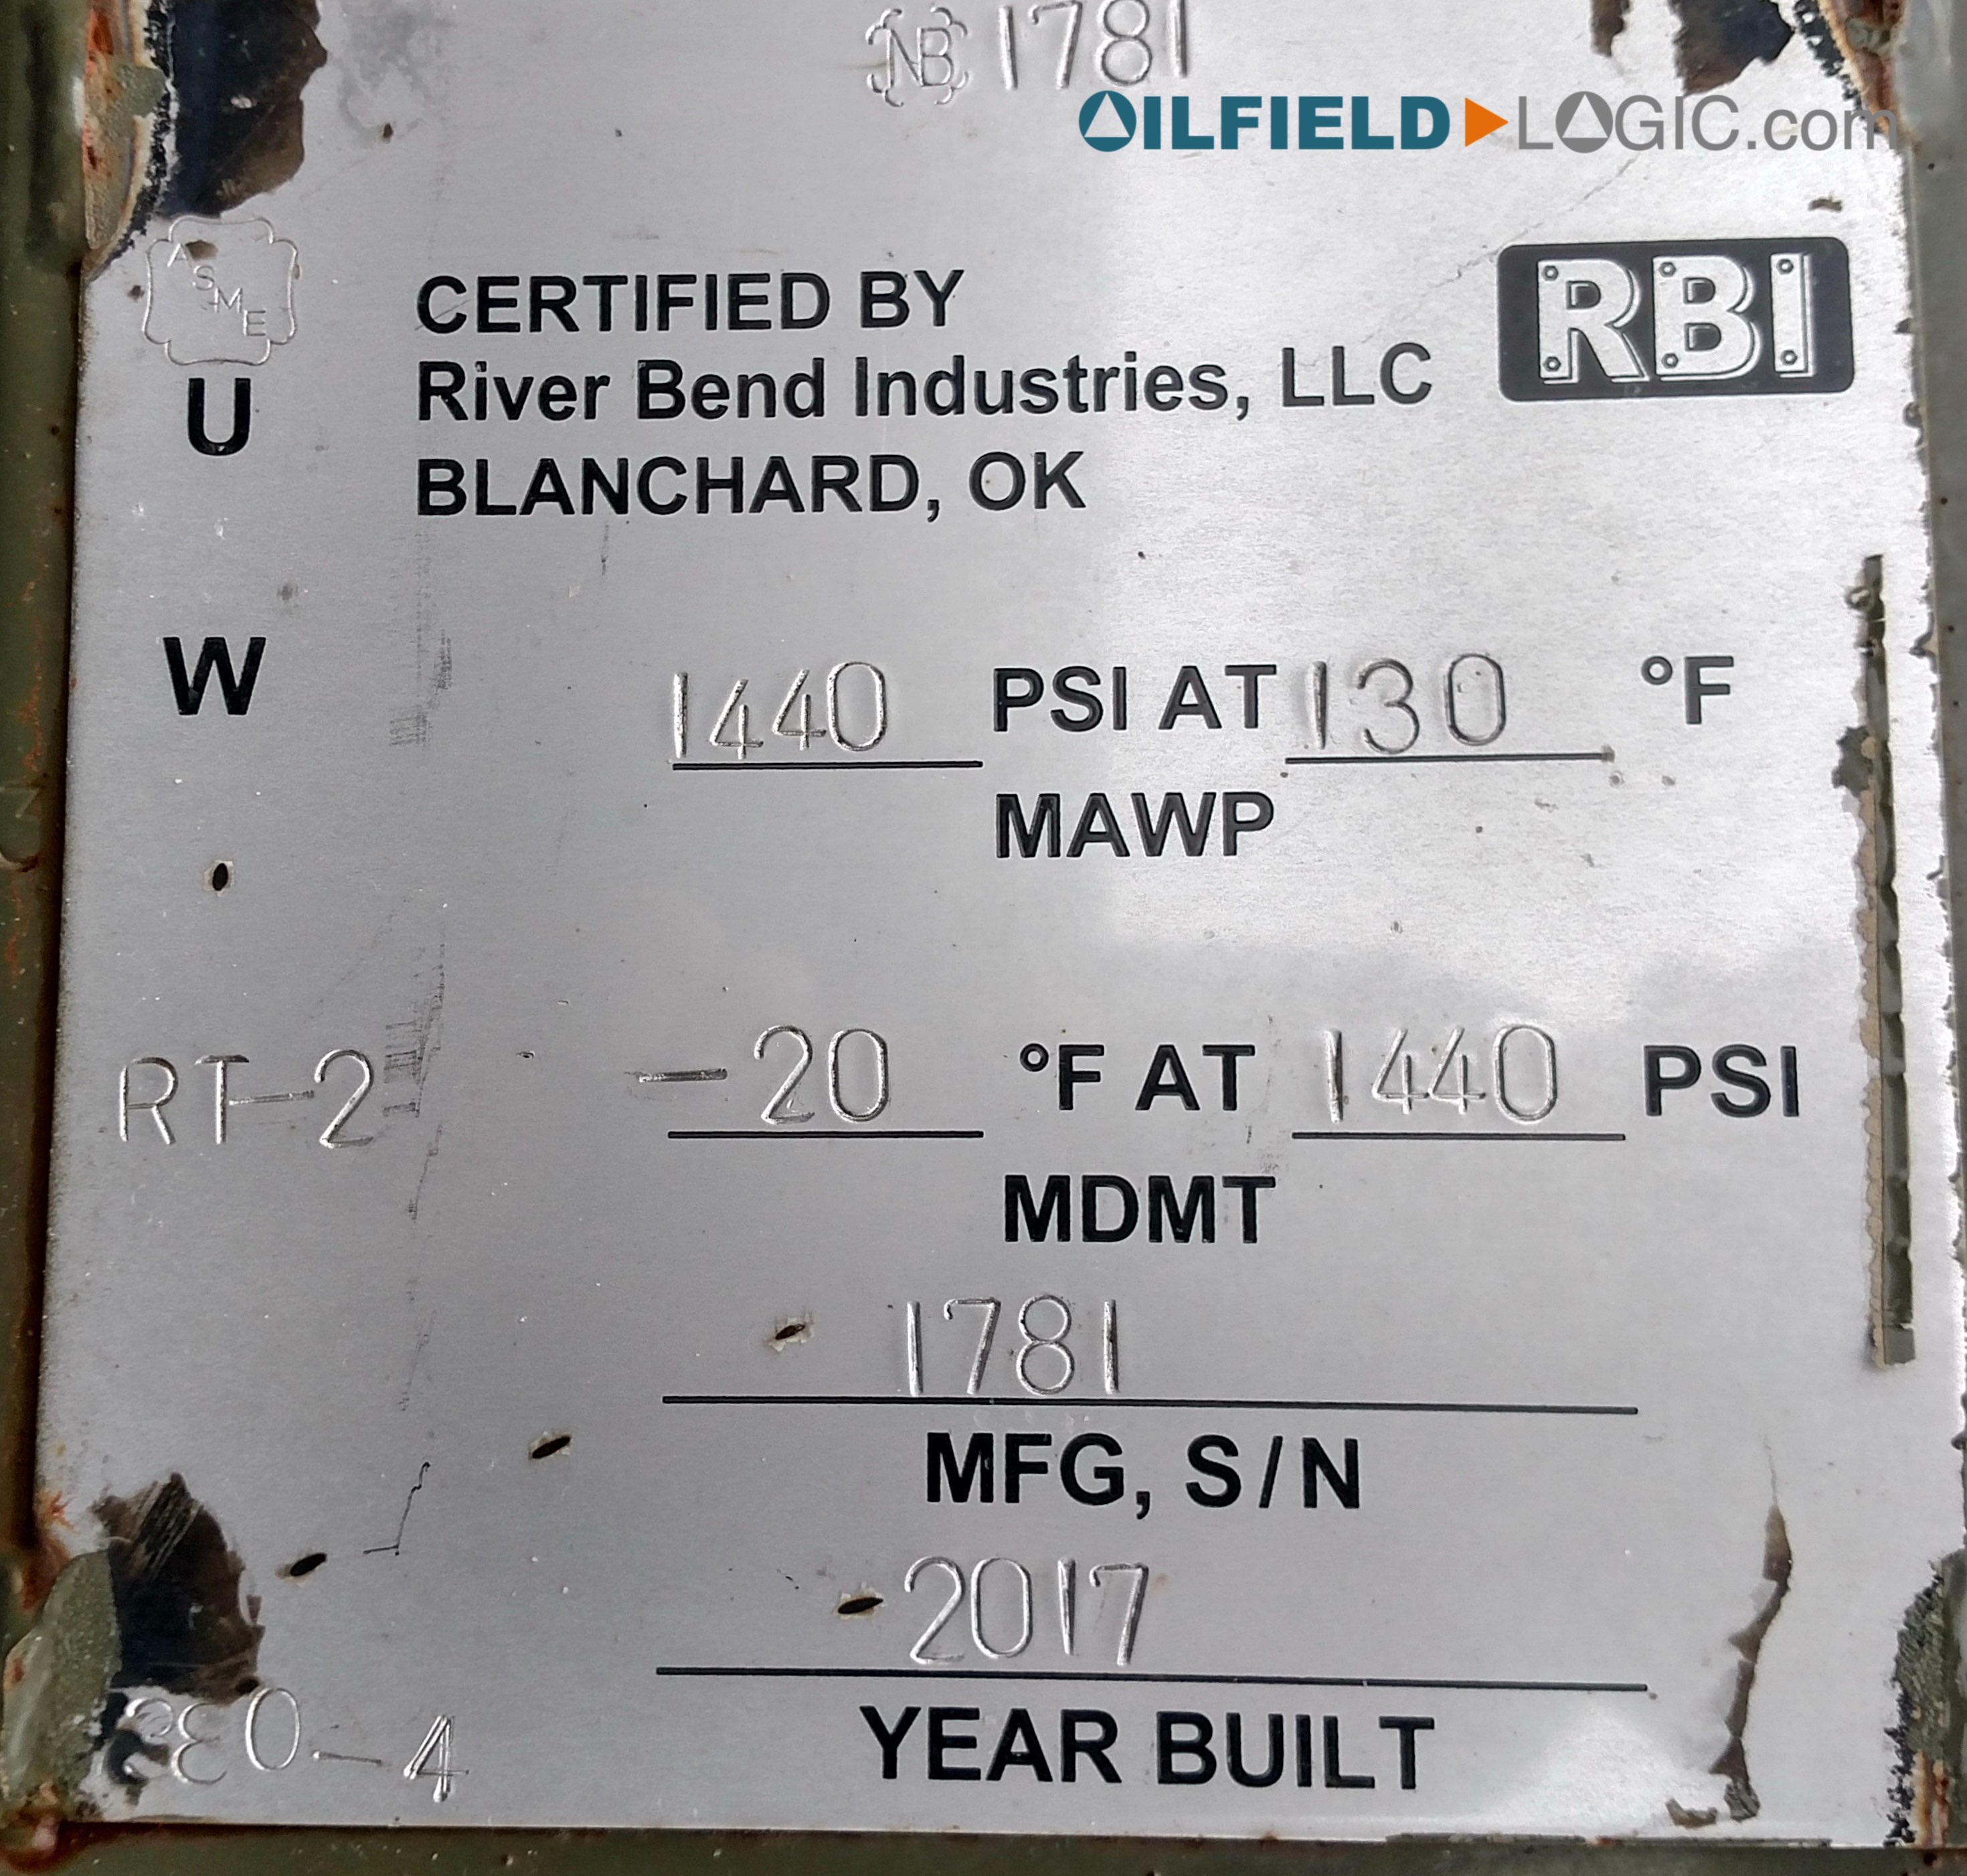 NB 1781
OILFIELD LOGIC.com
ASME
U
CERTIFIED BY
River Bend Industries, LLC
BLANCHARD, OK
RBI
W
1440 PSI AT 130 °F
MAWP
RT-2
-20 °F AT 1440 PSI
MDMT
1781
MFG, S/N
2017
YEAR BUILT